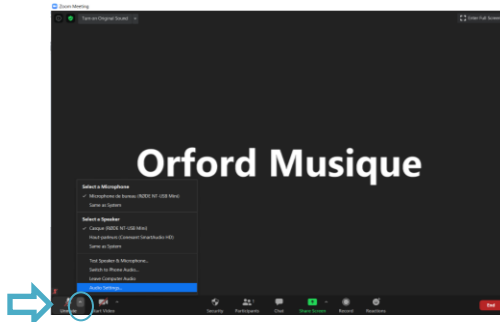 Zoom Meeting
Turn on Original Sound
Enter Full Screen
Orford Musique
Select a Microphone
✓ Microphone de bureau (RØDE NT-USB Mini)
Same as System
Select a Speaker
✓ Casque (RØDE NT-USB Mini)
Haut-parleurs (Conexant SmartAudio HD)
Same as System
Test Speaker & Microphone...
Switch to Phone Audio...
Leave Computer Audio
Audio Settings...
Unmute
Start Video
Security
Participants
Chat
Share Screen
Record
Reactions
End